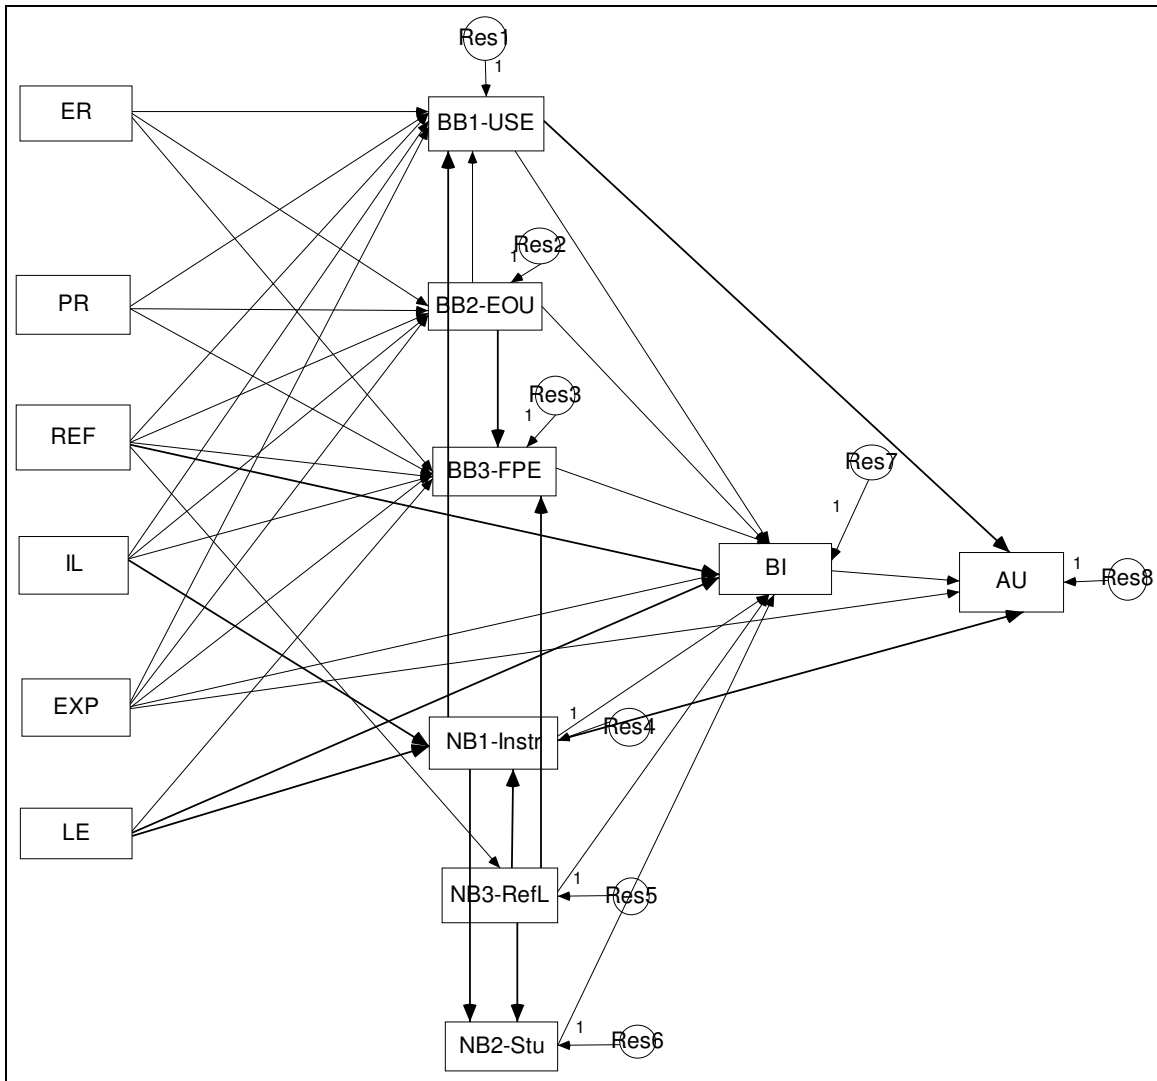 Res1
1
ER
BB1-USE
Res2
1
PR
BB2-EOU
Res3
1
REF
BB3-FPE
Res7
1
IL
BI
AU
1
Res8
EXP
NB1-Instr
1
Res4
LE
NB3-RefL
1
Res5
NB2-Stu
1
Res6